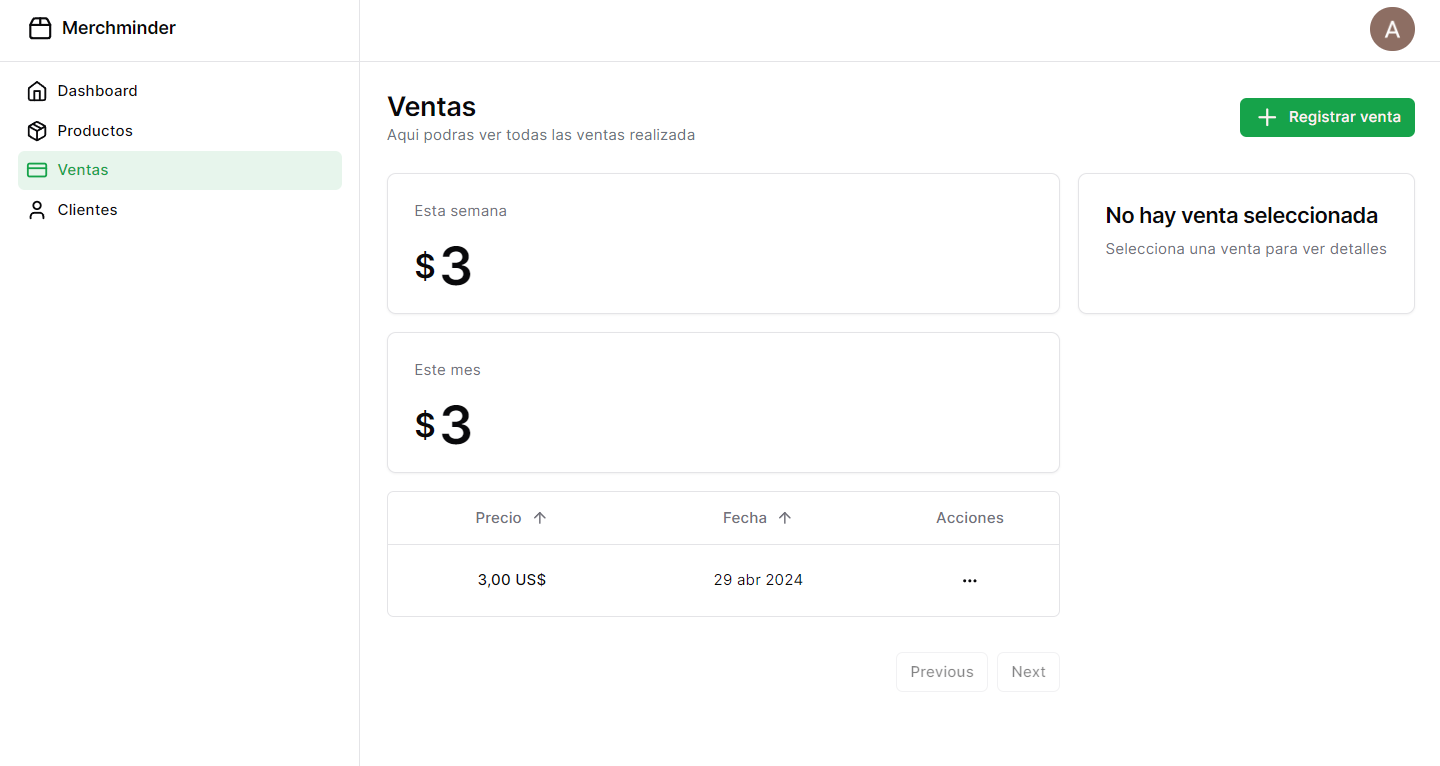 Merchminder
A
Dashboard
Productos
Ventas
Clientes
Ventas
Aqui podras ver todas las ventas realizada
Registrar venta
Esta semana
$3
No hay venta seleccionada
Selecciona una venta para ver detalles
Este mes
$3
Precio Fecha Acciones
3,00 US$ 29 abr 2024 ...
Previous Next